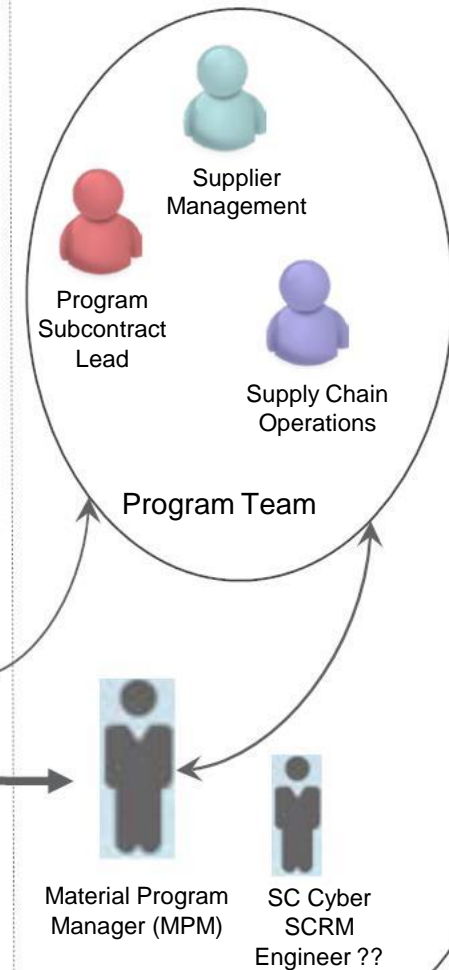 Supplier
Management
Program
Subcontract
Lead
Supply Chain
Operations
Program Team
Material Program
Manager (MPM)
SC Cyber
SCRM
Engineer ??